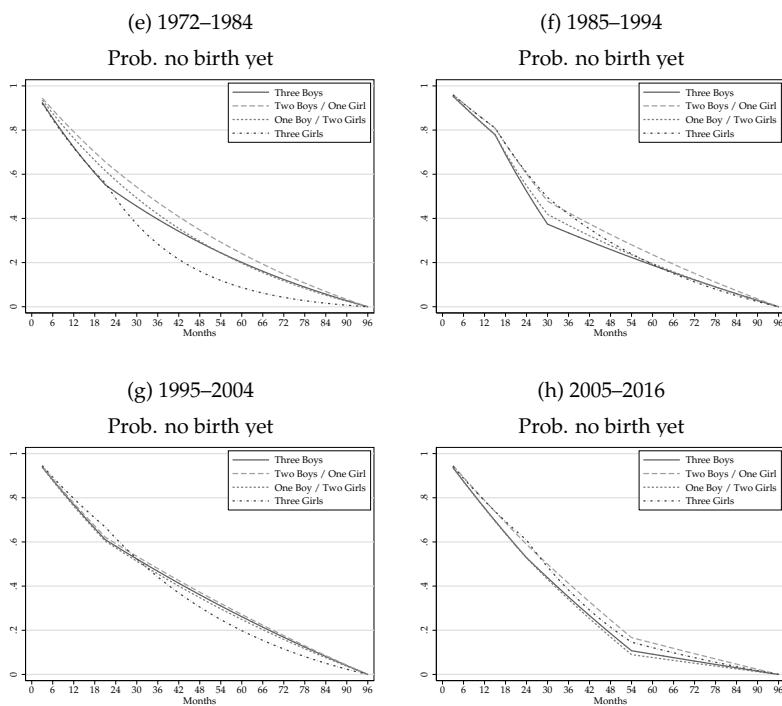 (e) 1972–1984
Prob. no birth yet
1
.8
.6
.4
.2
0
Three Boys
Two Boys / One Girl
One Boy / Two Girls
Three Girls
0 6 12 18 24 30 36 42 48 54 60 66 72 78 84 90 96
Months
(f) 1985–1994
Prob. no birth yet
1
.8
.6
.4
.2
0
Three Boys
Two Boys / One Girl
One Boy / Two Girls
Three Girls
0 6 12 18 24 30 36 42 48 54 60 66 72 78 84 90 96
Months
(g) 1995–2004
Prob. no birth yet
1
.8
.6
.4
.2
0
Three Boys
Two Boys / One Girl
One Boy / Two Girls
Three Girls
0 6 12 18 24 30 36 42 48 54 60 66 72 78 84 90 96
Months
(h) 2005–2016
Prob. no birth yet
1
.8
.6
.4
.2
0
Three Boys
Two Boys / One Girl
One Boy / Two Girls
Three Girls
0 6 12 18 24 30 36 42 48 54 60 66 72 78 84 90 96
Months